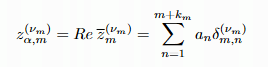 $z_{\alpha,m}^{(\nu_m)} = Re\, \overline{z}_m^{(\nu_m)} = \sum_{n=1}^{m+k_m} a_n \delta_{m,n}^{(\nu_m)}$